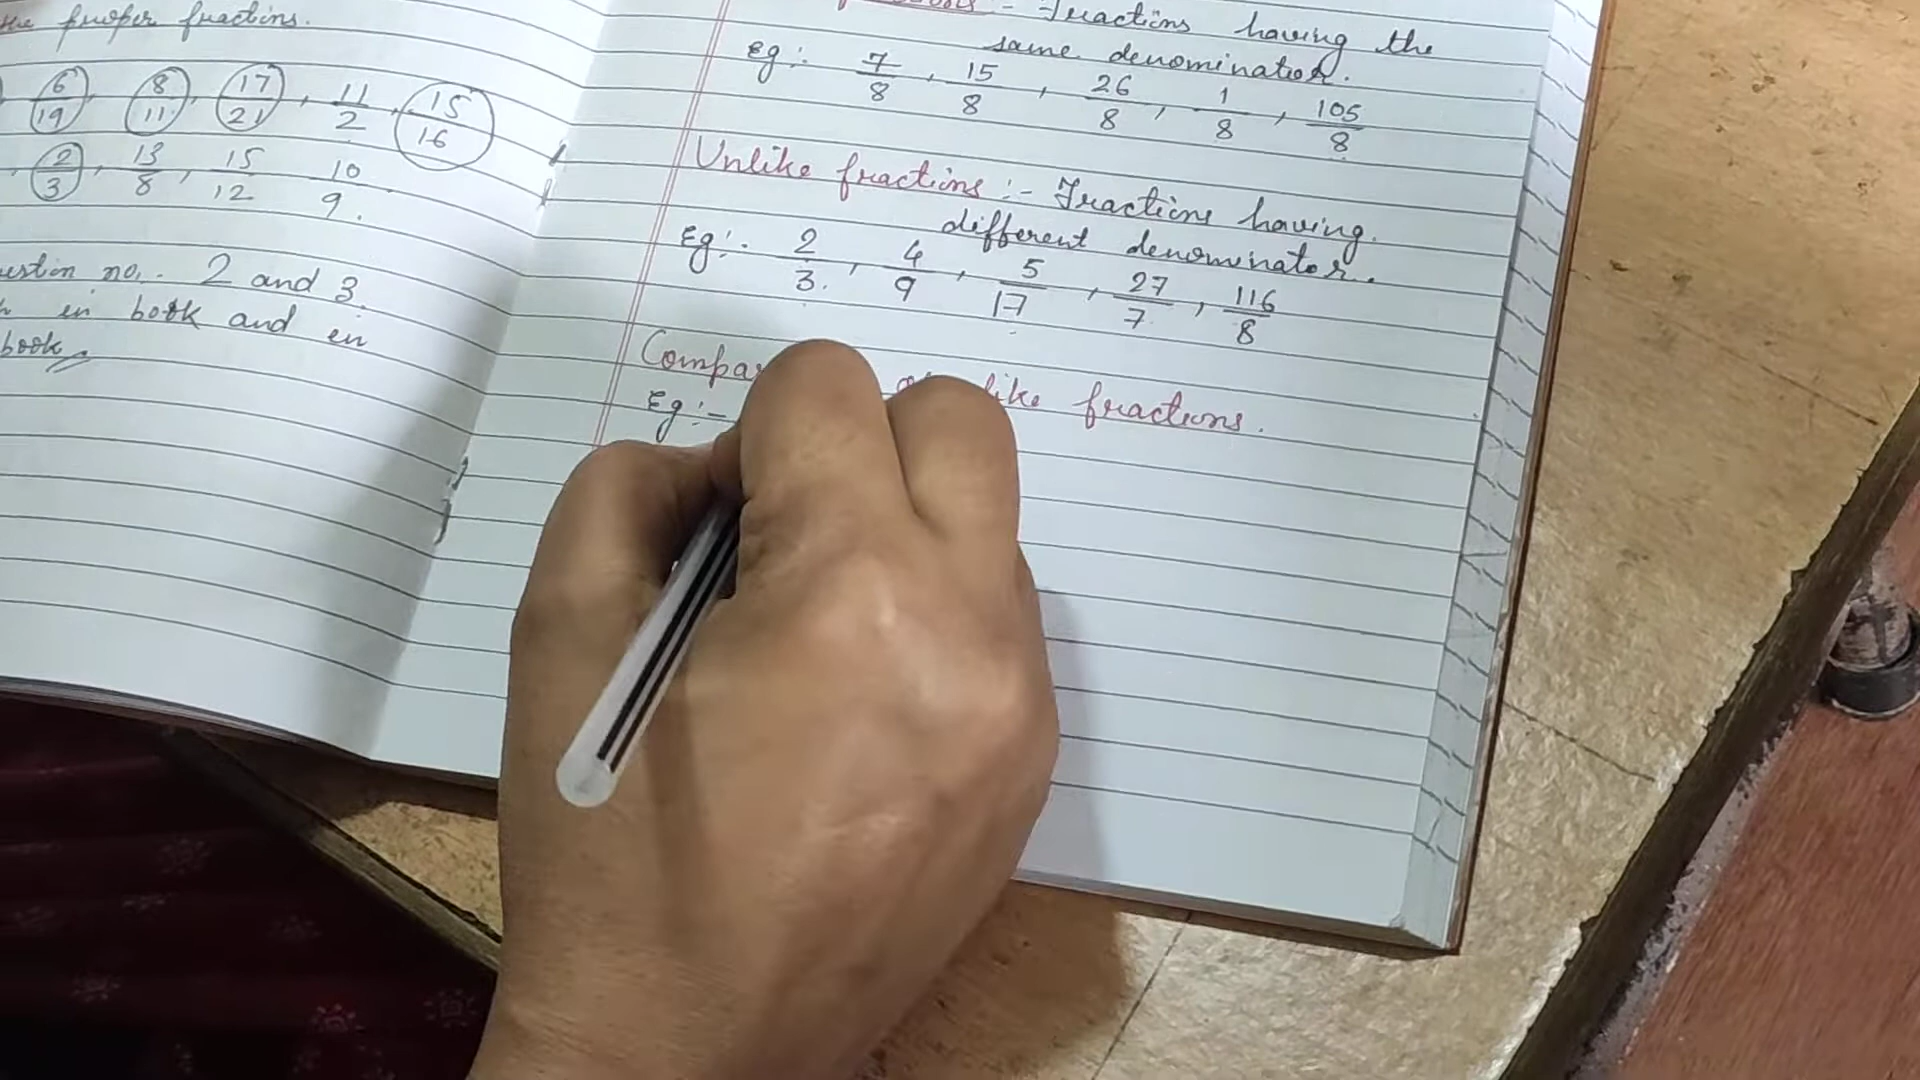 the proper fractions.
6/19, 8/11, 17/21, 11/2, 15/16
2/3, 13/8, 15/12, 10/9.
no. 2 and 3.
in book and in
book
:- Fractions having the
same denominator.
Eg:- 7/8, 15/8, 26/8, 1/8, 105/8
Unlike fractions :- Fractions having
different denominator.
Eg:- 2/3, 4/9, 5/17, 27/7, 116/8
like fractions.
Eg:-